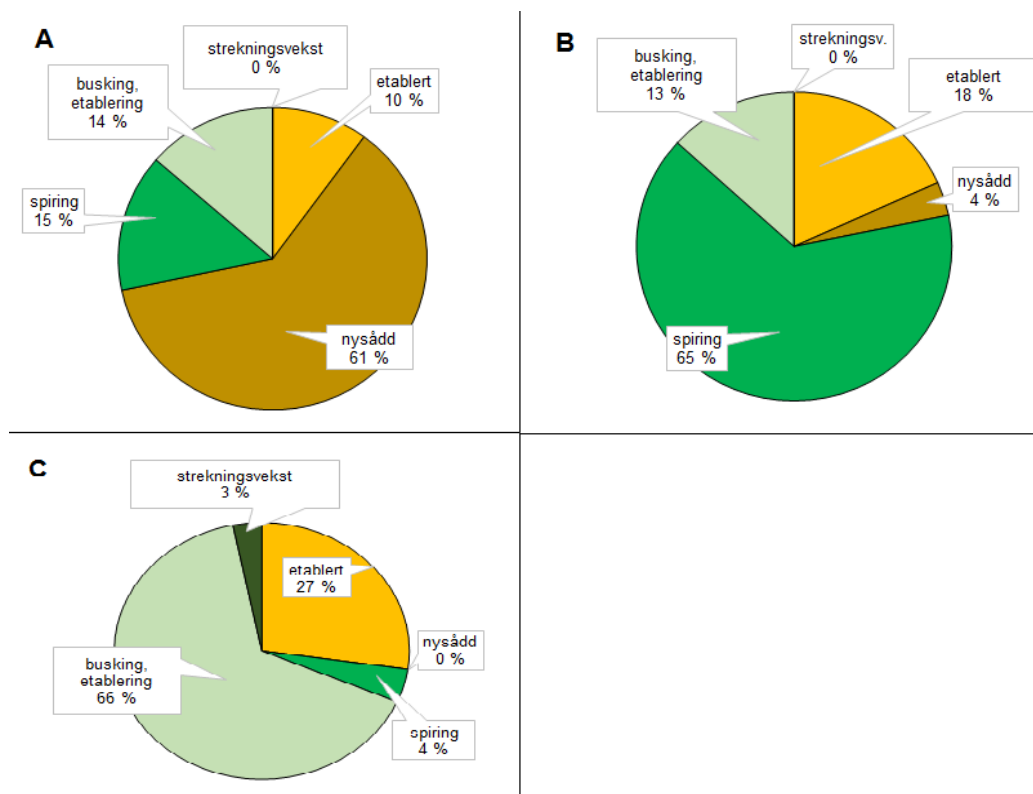 A
strekningsvekst
0 %
etablert
10 %
busking,
etablering
14 %
spiring
15 %
nysådd
61 %
B
strekningsv.
0 %
busking,
etablering
13 %
etablert
18 %
nysådd
4 %
spiring
65 %
C
strekningsvekst
3 %
etablert
27 %
nysådd
0 %
busking,
etablering
66 %
spiring
4 %